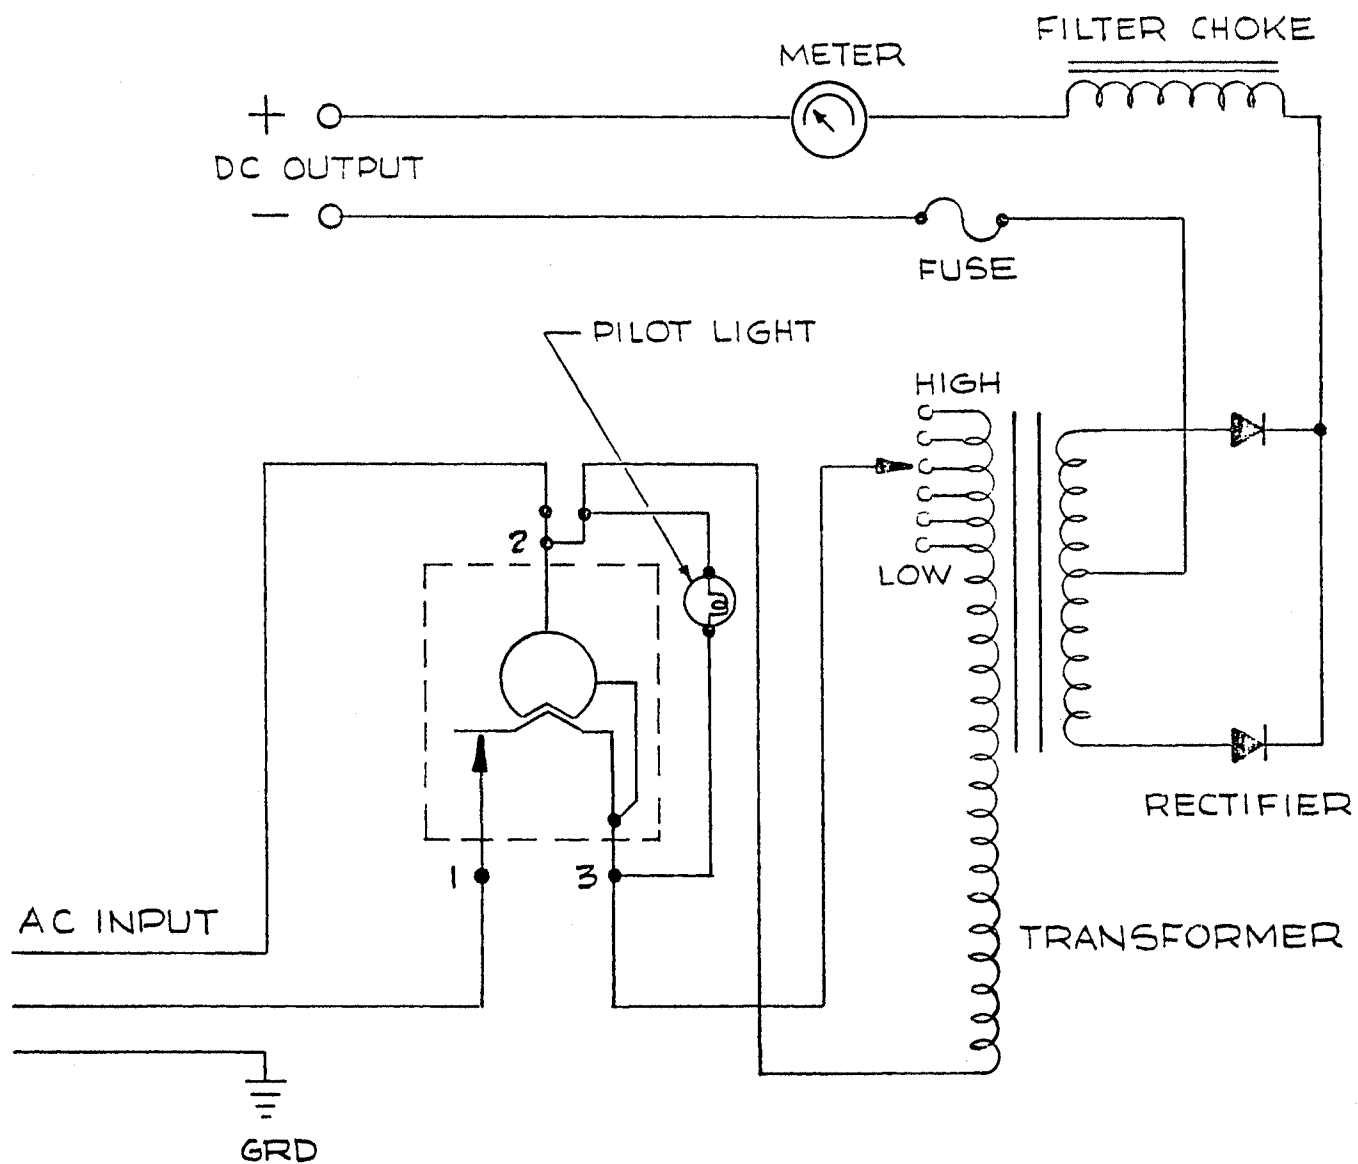 FILTER CHOKE
METER
+
DC OUTPUT
−
FUSE
PILOT LIGHT
HIGH
2
LOW
RECTIFIER
1
3
AC INPUT
TRANSFORMER
GRD